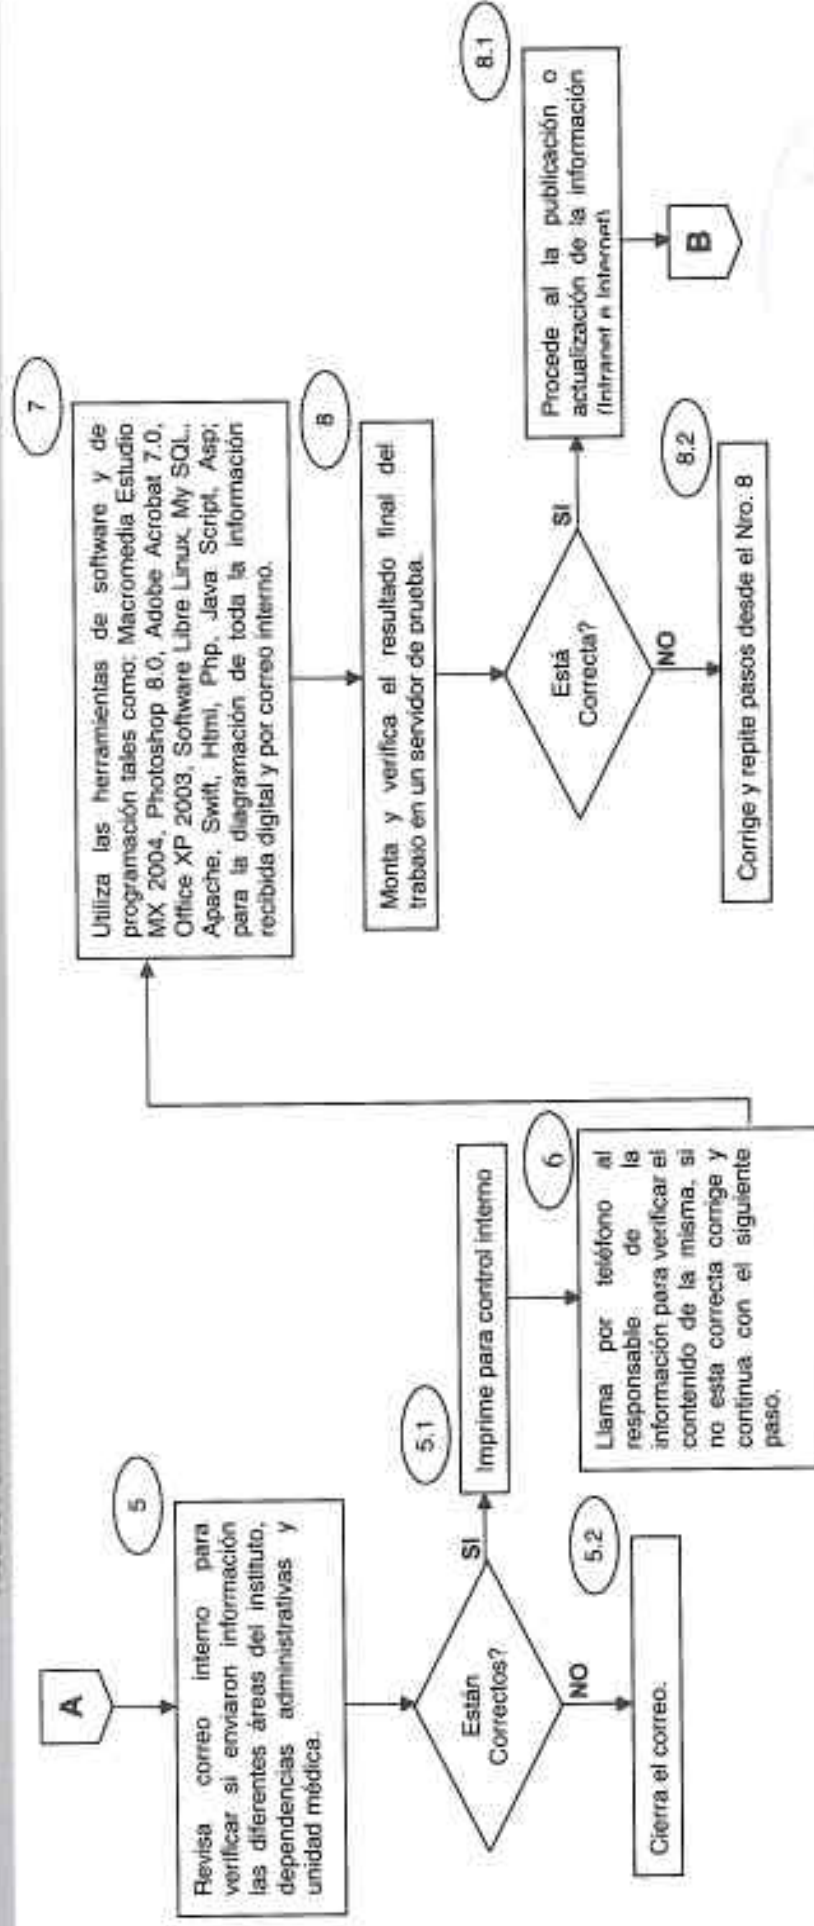 A
5
Revisa correo interno para
verificar si enviaron información
las diferentes áreas del instituto,
dependencias administrativas y
unidad médica.
Están
Correctos?
SI
NO
5.1
Imprime para control interno
5.2
Cierra el correo.
6
Llama por teléfono al
responsable de la
información para verificar el
contenido de la misma, si
no esta correcta corrige y
continua con el siguiente
paso.
7
Utiliza las herramientas de software y de
programación tales como: Macromedia Estudio
MX 2004, Photoshop 8.0, Adobe Acrobat 7.0,
Office XP 2003, Software Libre Linux, My SQL,
Apache, Swift, Html, Php, Java Script, Asp;
para la diagramación de toda la información
recibida digital y por correo interno.
8
Monta y verifica el resultado final del
trabajo en un servidor de prueba.
Está
Correcta?
SI
NO
8.1
Procede al la publicación o
actualización de la información
(Intranet e Internet)
B
8.2
Corrige y repite pasos desde el Nro. 8